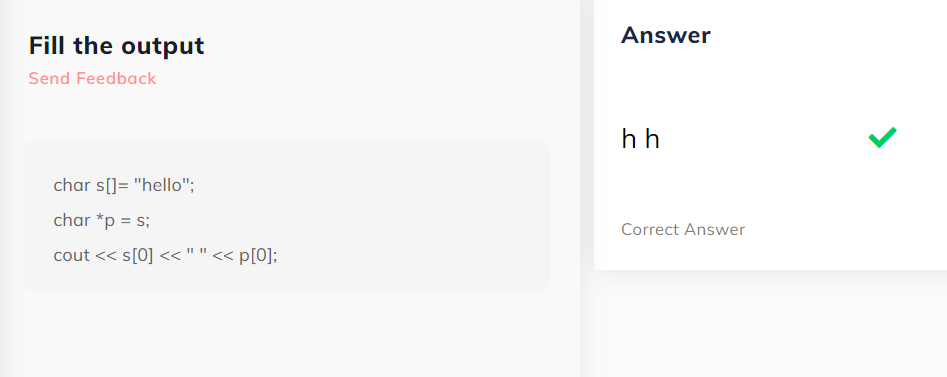 Fill the output
Send Feedback
char s[]= "hello";
char *p = s;
cout << s[0] << " " << p[0];
Answer
h h
Correct Answer